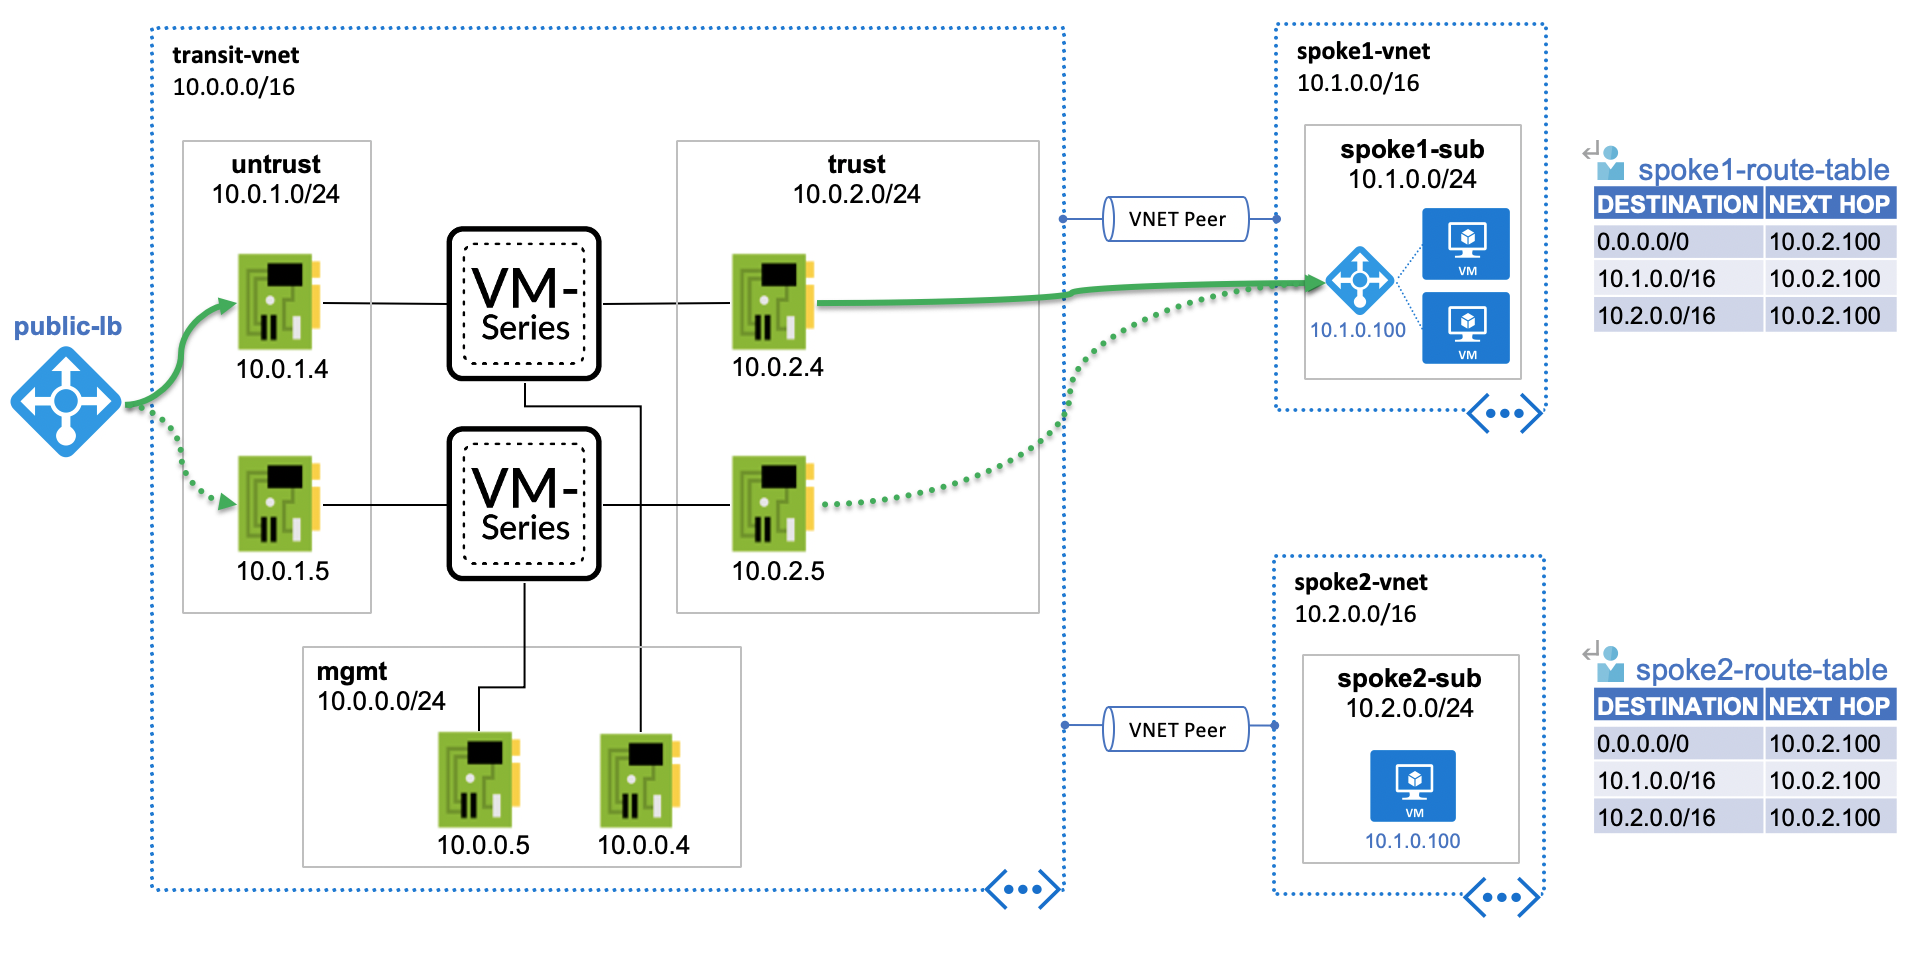 transit-vnet
10.0.0.0/16
untrust
10.0.1.0/24
10.0.1.4
10.0.1.5
public-lb
VM-
Series
VM-
Series
trust
10.0.2.0/24
10.0.2.4
10.0.2.5
mgmt
10.0.0.0/24
10.0.0.5
10.0.0.4
VNET Peer
VNET Peer
spoke1-vnet
10.1.0.0/16
spoke1-sub
10.1.0.0/24
VM
VM
10.1.0.100
spoke1-route-table
DESTINATION NEXT HOP
0.0.0.0/0 10.0.2.100
10.1.0.0/16 10.0.2.100
10.2.0.0/16 10.0.2.100
spoke2-vnet
10.2.0.0/16
spoke2-sub
10.2.0.0/24
VM
10.1.0.100
spoke2-route-table
DESTINATION NEXT HOP
0.0.0.0/0 10.0.2.100
10.1.0.0/16 10.0.2.100
10.2.0.0/16 10.0.2.100